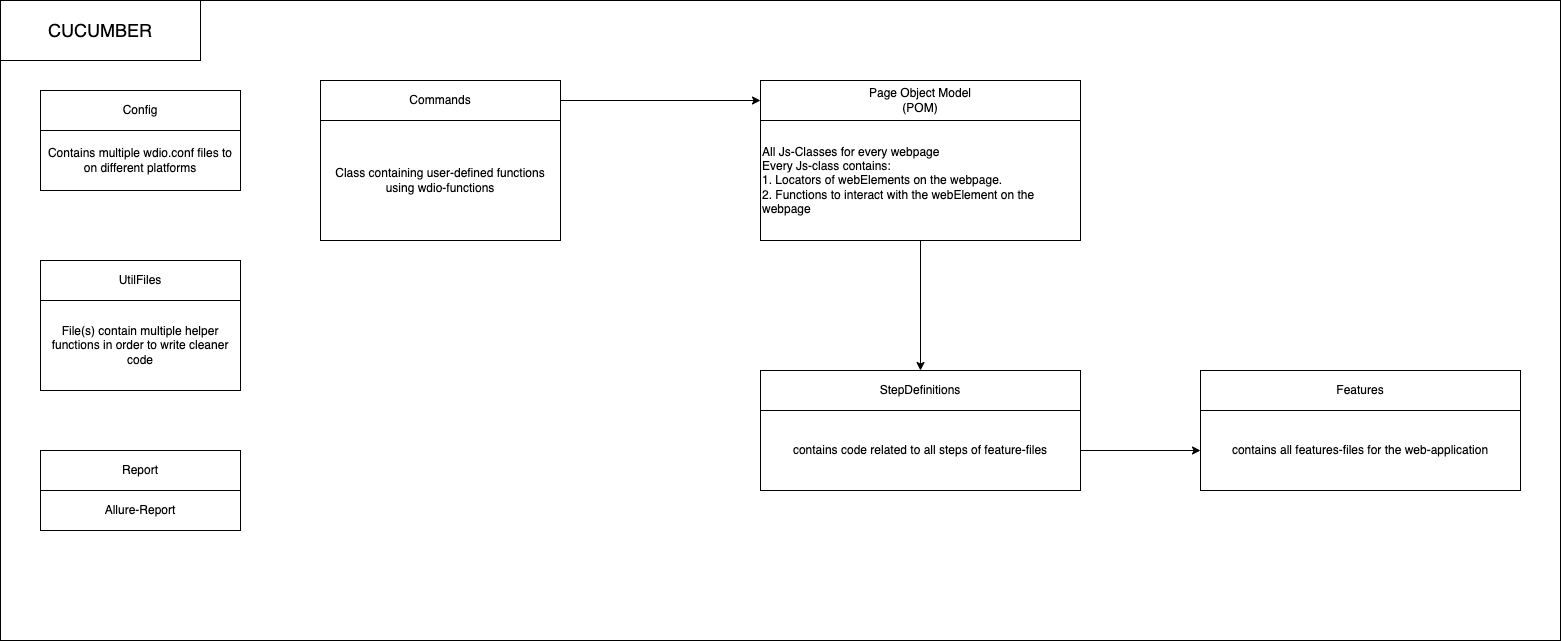 CUCUMBER
Config
Contains multiple wdio.conf files to
on different platforms
UtilFiles
File(s) contain multiple helper
functions in order to write cleaner
code
Report
Allure-Report
Commands
Class containing user-defined functions
using wdio-functions
Page Object Model
(POM)
All Js-Classes for every webpage
Every Js-class contains:
1. Locators of webElements on the webpage.
2. Functions to interact with the webElement on the
webpage
StepDefinitions
contains code related to all steps of feature-files
Features
contains all features-files for the web-application